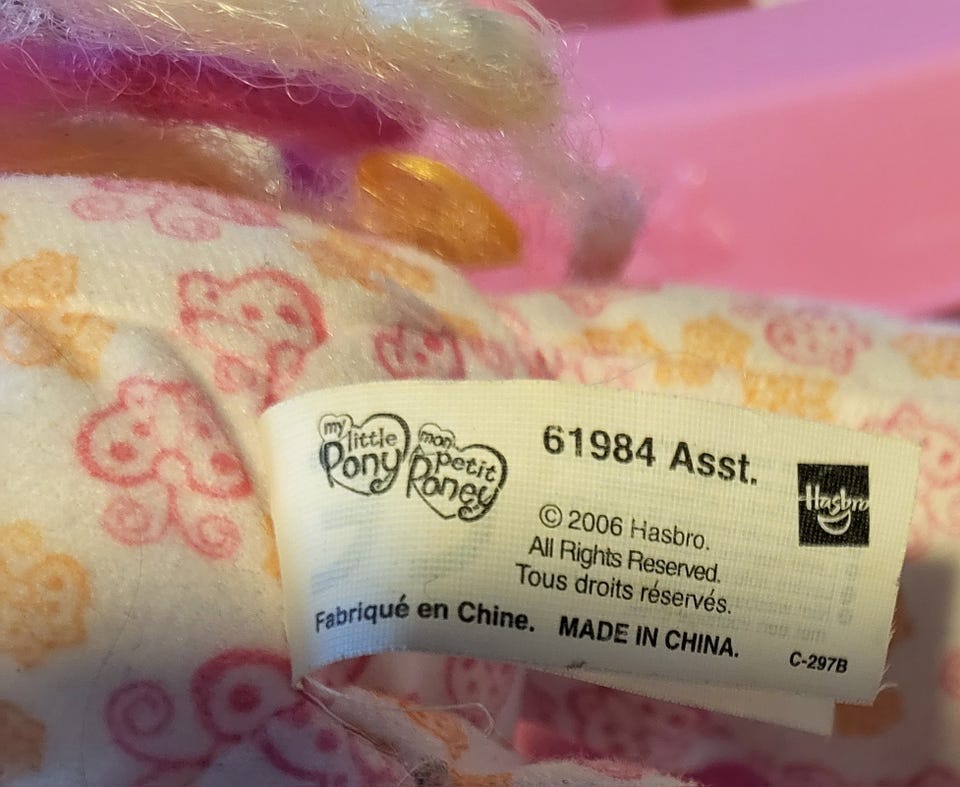 my little Pony
mon petit Poney
61984 Asst.
Hasbro
© 2006 Hasbro.
All Rights Reserved.
Tous droits réservés.
Fabriqué en Chine. MADE IN CHINA.
C-297B